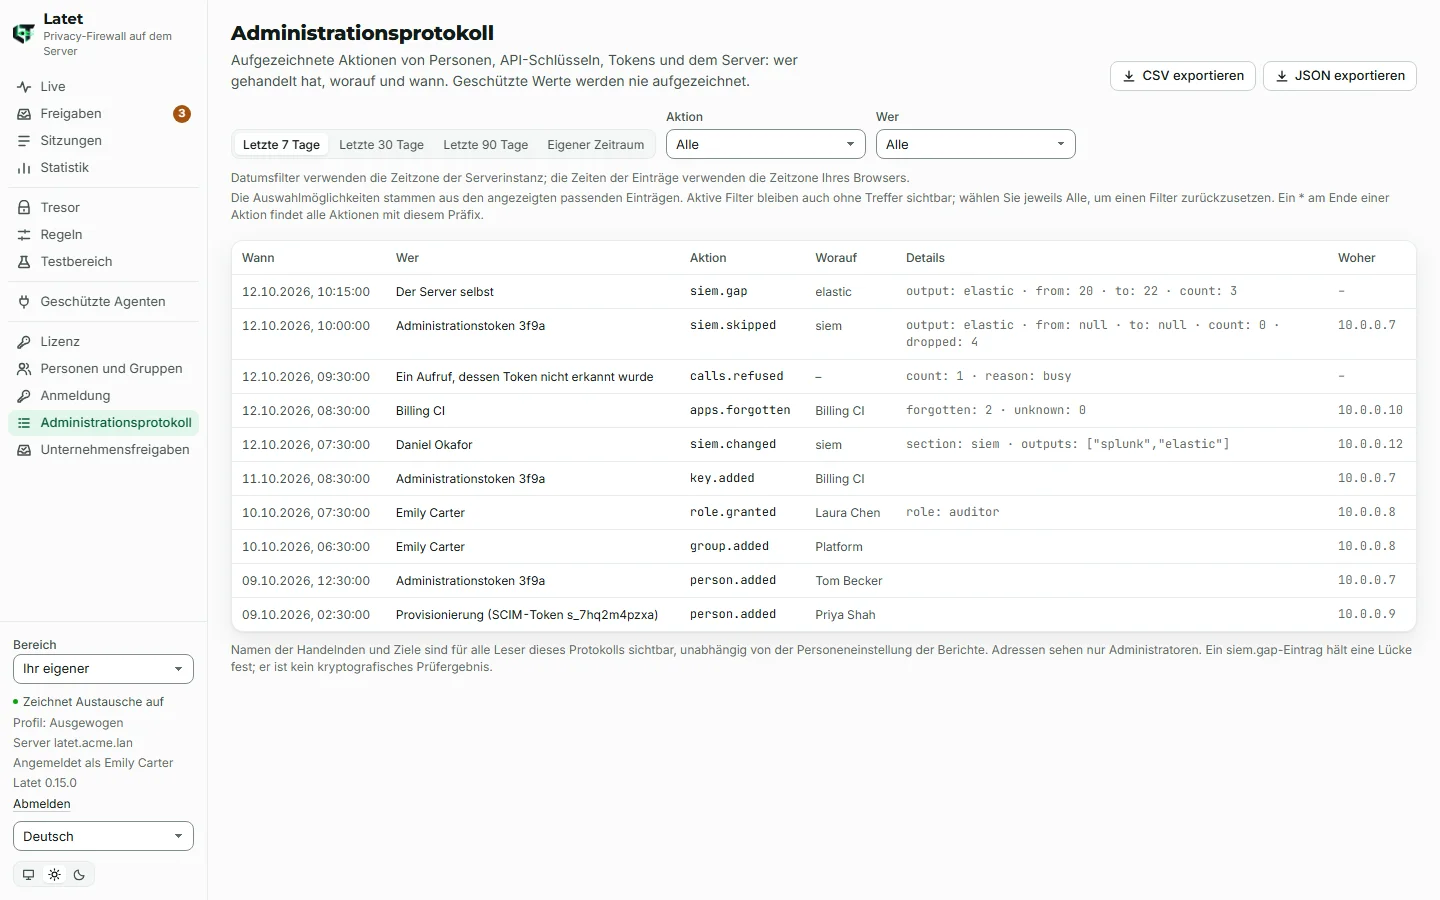 Latet
Privacy-Firewall auf dem
Server
Live
Freigaben 3
Sitzungen
Statistik
Tresor
Regeln
Testbereich
Geschützte Agenten
Lizenz
Personen und Gruppen
Anmeldung
Administrationsprotokoll
Unternehmensfreigaben
Bereich
Ihr eigener
Zeichnet Austausche auf
Profil: Ausgewogen
Server latet.acme.lan
Angemeldet als Emily Carter
Latet 0.15.0
Abmelden
Deutsch
Administrationsprotokoll
Aufgezeichnete Aktionen von Personen, API-Schlüsseln, Tokens und dem Server: wer
gehandelt hat, worauf und wann. Geschützte Werte werden nie aufgezeichnet.
CSV exportieren JSON exportieren
Aktion Wer
Letzte 7 Tage Letzte 30 Tage Letzte 90 Tage Eigener Zeitraum Alle Alle
Datumsfilter verwenden die Zeitzone der Serverinstanz; die Zeiten der Einträge verwenden die Zeitzone Ihres Browsers.
Die Auswahlmöglichkeiten stammen aus den angezeigten passenden Einträgen. Aktive Filter bleiben auch ohne Treffer sichtbar; wählen Sie jeweils Alle, um einen Filter zurückzusetzen. Ein * am Ende einer
Aktion findet alle Aktionen mit diesem Präfix.
Wann Wer Aktion Worauf Details Woher
12.10.2026, 10:15:00 Der Server selbst siem.gap elastic output: elastic · from: 20 · to: 22 · count: 3 –
12.10.2026, 10:00:00 Administrationstoken 3f9a siem.skipped siem output: elastic · from: null · to: null · count: 0 · 10.0.0.7
dropped: 4
12.10.2026, 09:30:00 Ein Aufruf, dessen Token nicht erkannt wurde calls.refused – count: 1 · reason: busy –
12.10.2026, 08:30:00 Billing CI apps.forgotten Billing CI forgotten: 2 · unknown: 0 10.0.0.10
12.10.2026, 07:30:00 Daniel Okafor siem.changed siem section: siem · outputs: ["splunk","elastic"] 10.0.0.12
11.10.2026, 08:30:00 Administrationstoken 3f9a key.added Billing CI 10.0.0.7
10.10.2026, 07:30:00 Emily Carter role.granted Laura Chen role: auditor 10.0.0.8
10.10.2026, 06:30:00 Emily Carter group.added Platform 10.0.0.8
09.10.2026, 12:30:00 Administrationstoken 3f9a person.added Tom Becker 10.0.0.7
09.10.2026, 02:30:00 Provisionierung (SCIM-Token s_7hq2m4pzxa) person.added Priya Shah 10.0.0.9
Namen der Handelnden und Ziele sind für alle Leser dieses Protokolls sichtbar, unabhängig von der Personeneinstellung der Berichte. Adressen sehen nur Administratoren. Ein siem.gap-Eintrag hält eine Lücke
fest; er ist kein kryptografisches Prüfergebnis.